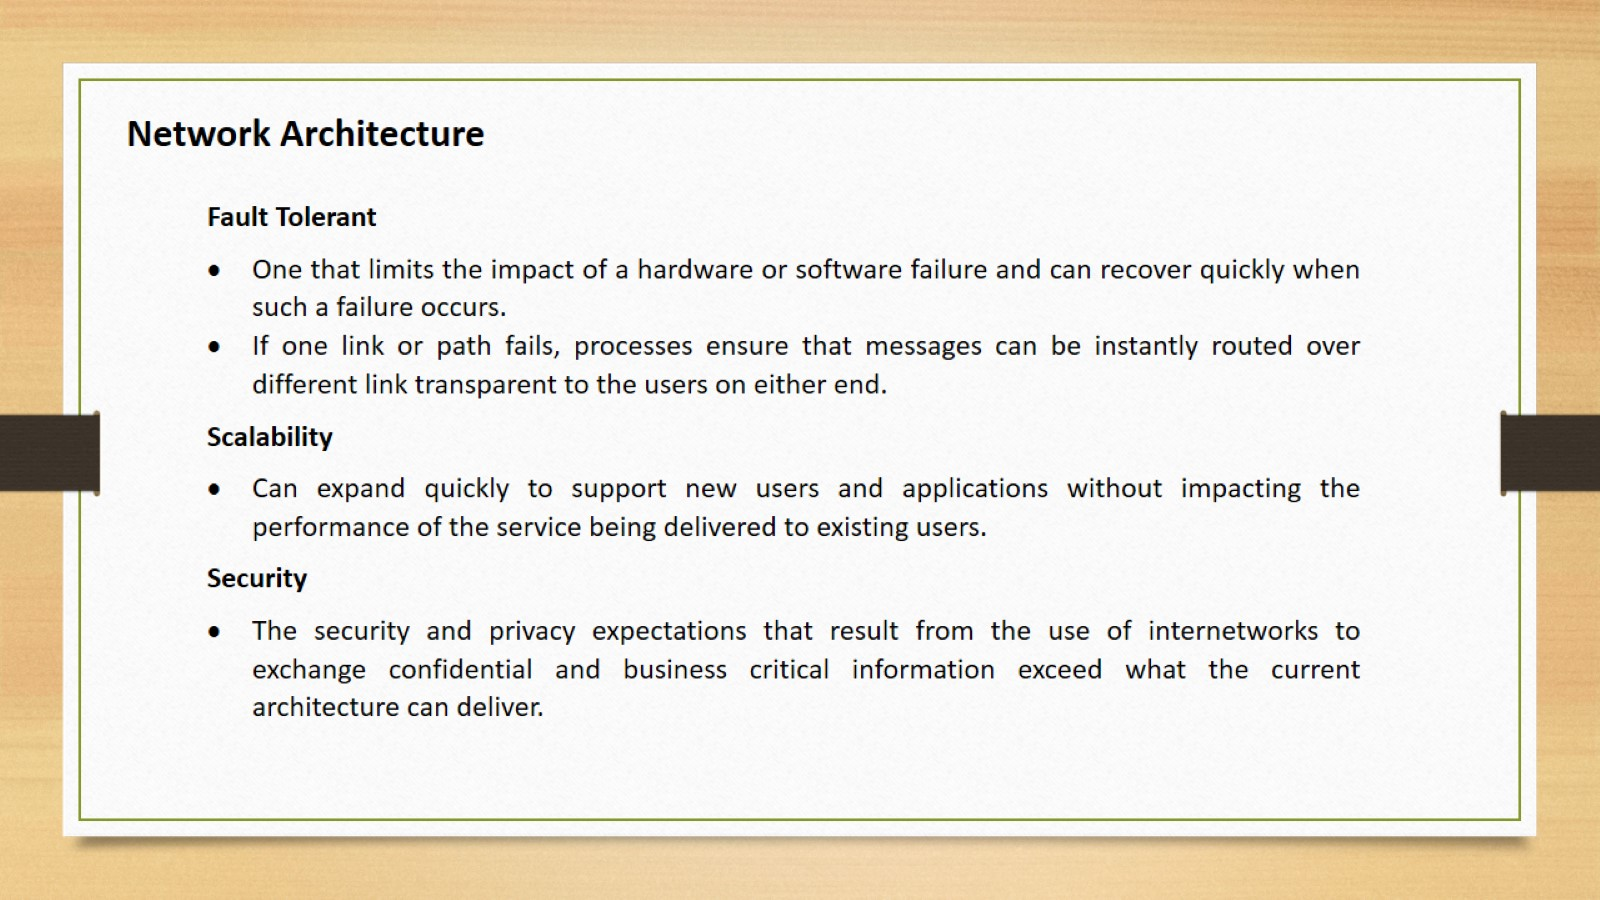 Network Architecture
Fault Tolerant
● One that limits the impact of a hardware or software failure and can recover quickly when
such a failure occurs.
● If one link or path fails, processes ensure that messages can be instantly routed over
different link transparent to the users on either end.
Scalability
● Can expand quickly to support new users and applications without impacting the
performance of the service being delivered to existing users.
Security
● The security and privacy expectations that result from the use of internetworks to
exchange confidential and business critical information exceed what the current
architecture can deliver.